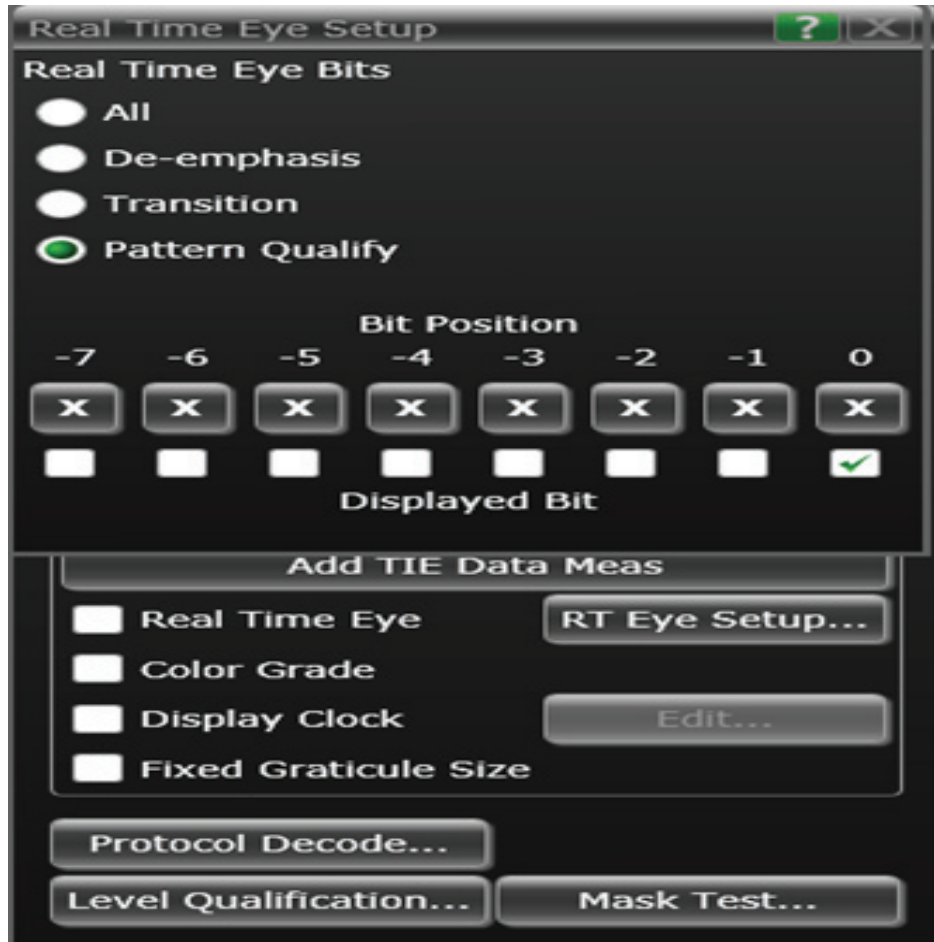 Real Time Eye Setup ? X
Real Time Eye Bits
All
De-emphasis
Transition
Pattern Qualify
Bit Position
-7 -6 -5 -4 -3 -2 -1 0
X X X X X X X X
Displayed Bit
Add TIE Data Meas
Real Time Eye RT Eye Setup...
Color Grade
Display Clock Edit...
Fixed Graticule Size
Protocol Decode...
Level Qualification... Mask Test...